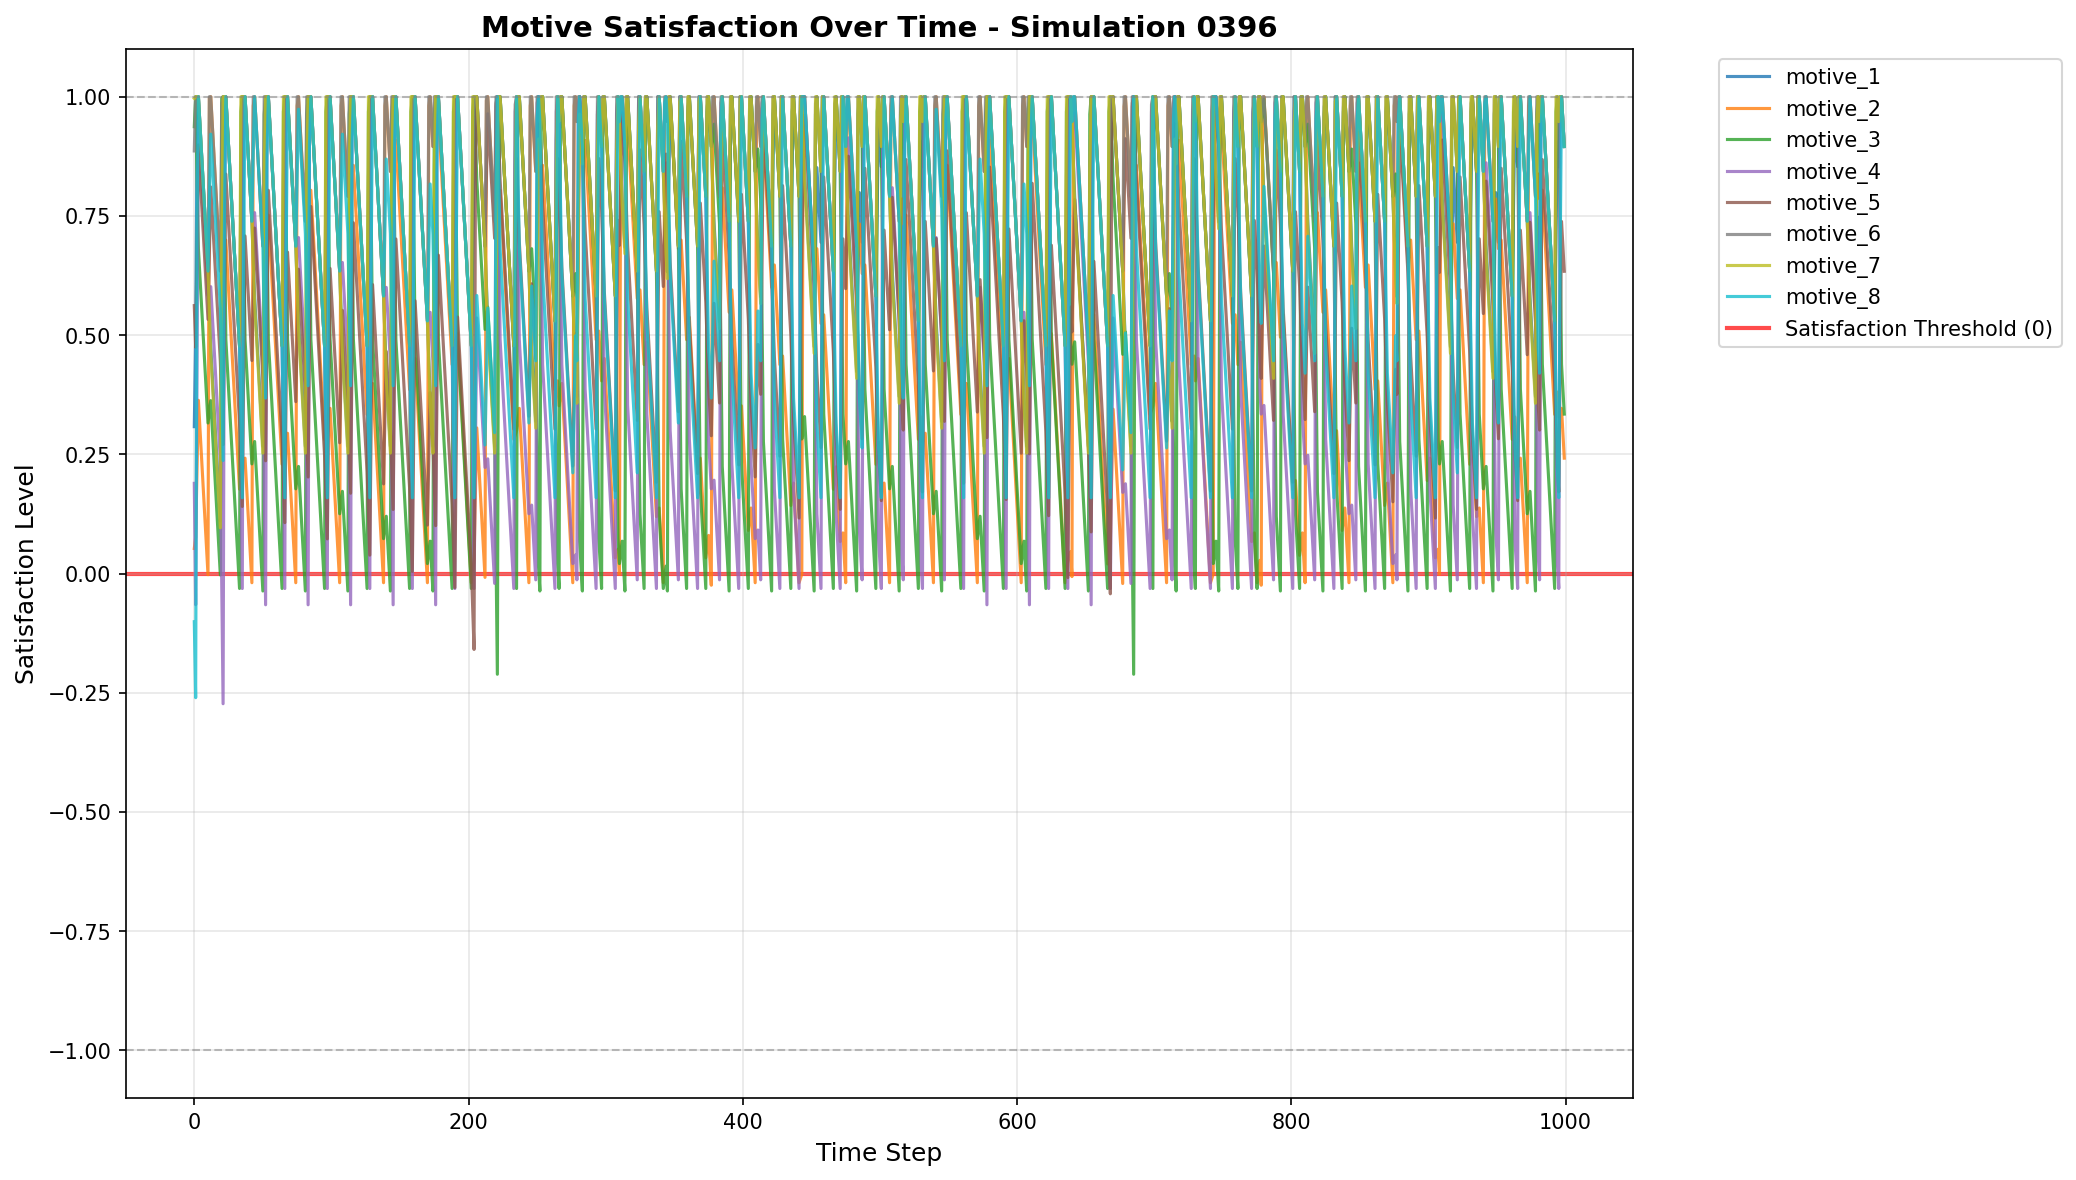 Motive Satisfaction Over Time - Simulation 0396
1.00
0.75
0.50
0.25
0.00
−0.25
−0.50
−0.75
−1.00
Satisfaction Level
0
200
400
600
800
1000
Time Step
motive_1
motive_2
motive_3
motive_4
motive_5
motive_6
motive_7
motive_8
Satisfaction Threshold (0)